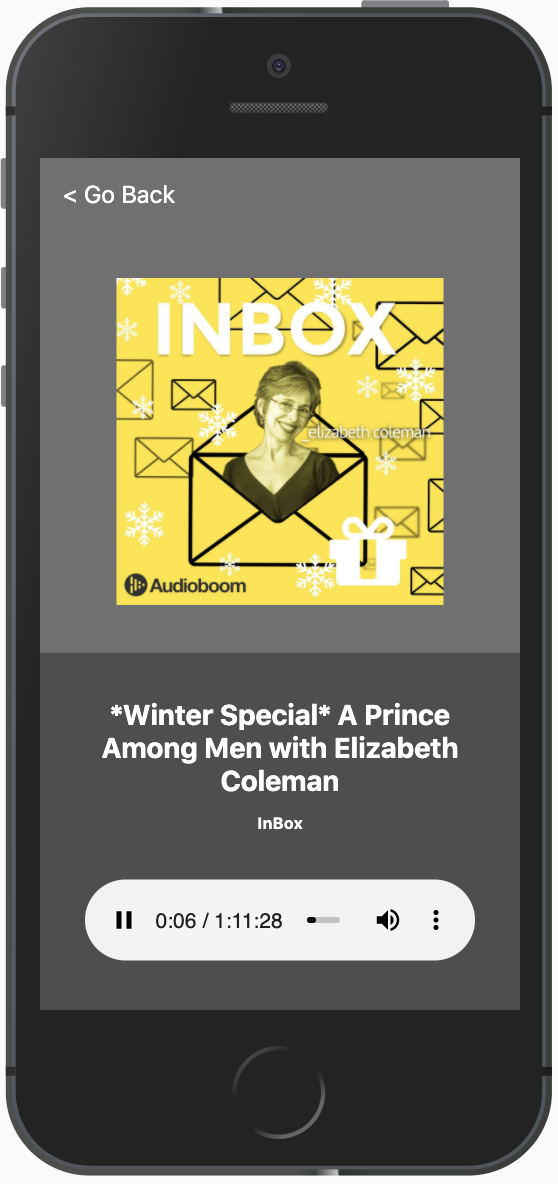 < Go Back
INBOX
_elizabeth coleman
Audioboom
*Winter Special* A Prince
Among Men with Elizabeth
Coleman
InBox
0:06 / 1:11:28